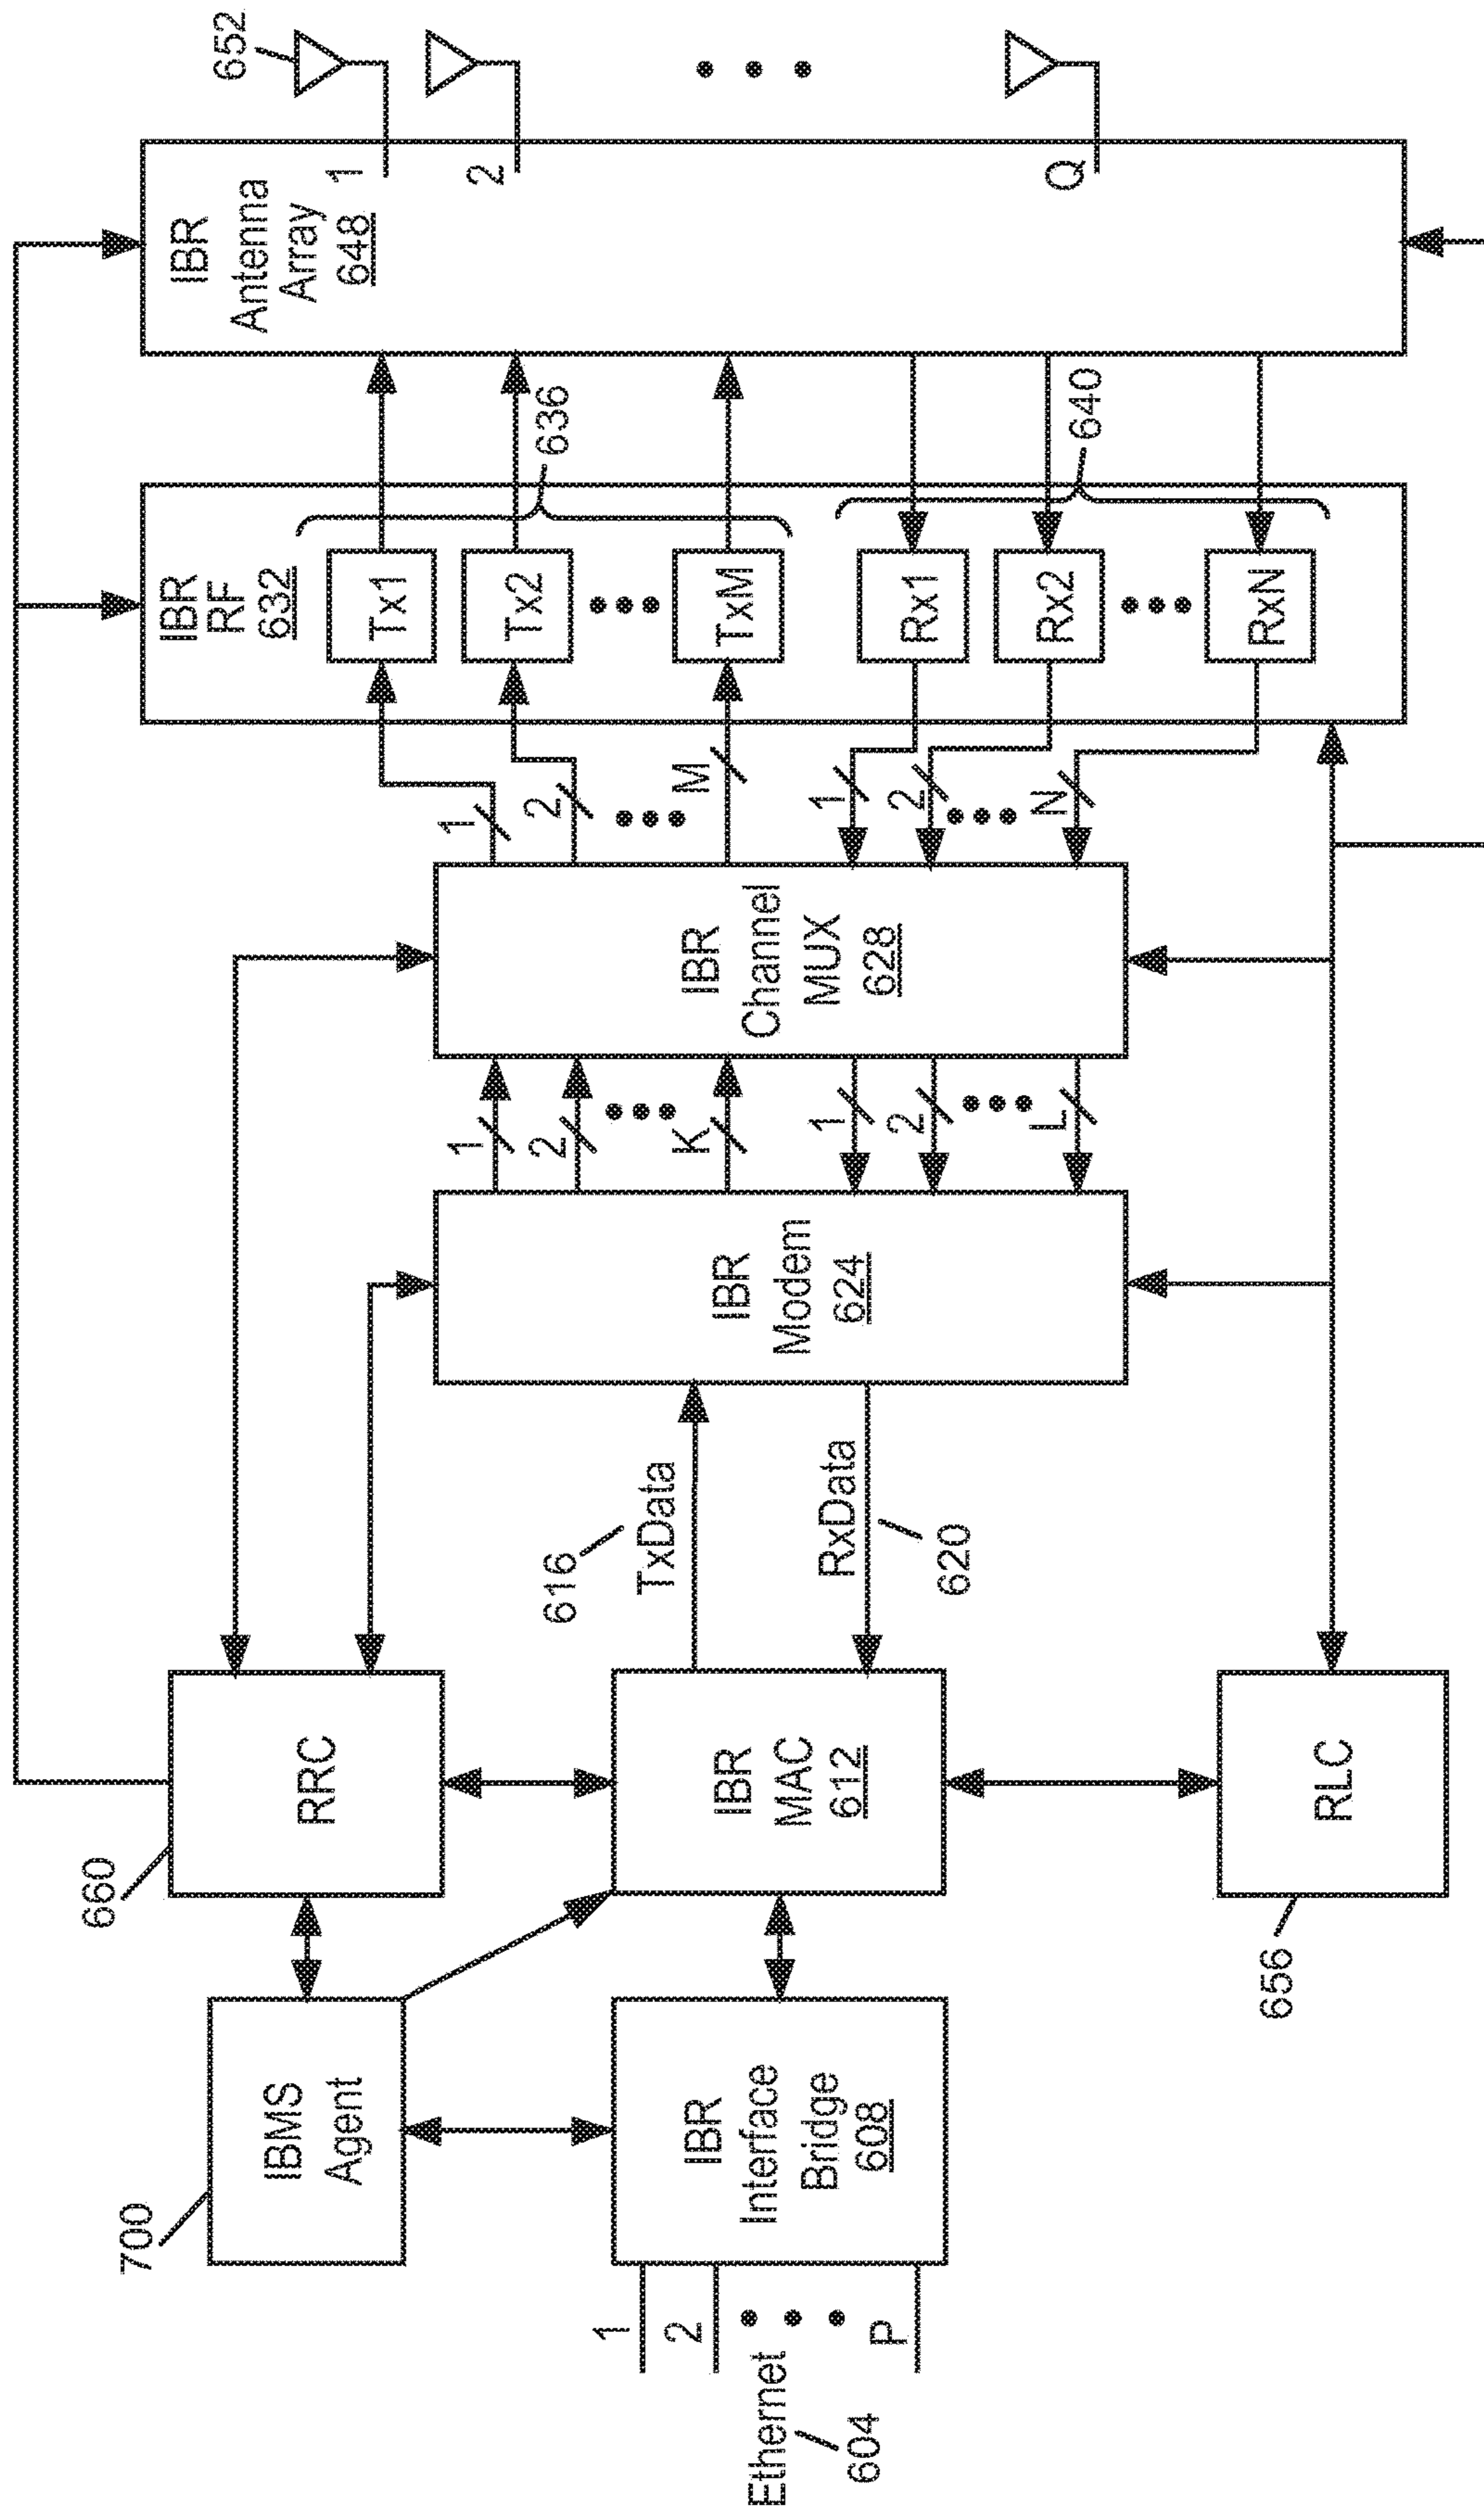 700
IBMS
Agent
660
RRC
Ethernet
604
1
2
P
IBR
Interface
Bridge
608
IBR
MAC
612
RLC
656
616
TxData
RxData
620
IBR
Modem
624
1
2
K
1
2
L
IBR
Channel
MUX
628
1
2
M
1
2
N
IBR
RF
632
Tx1
Tx2
TxM
Rx1
Rx2
RxN
636
640
IBR
Antenna
Array
648
1
2
Q
652